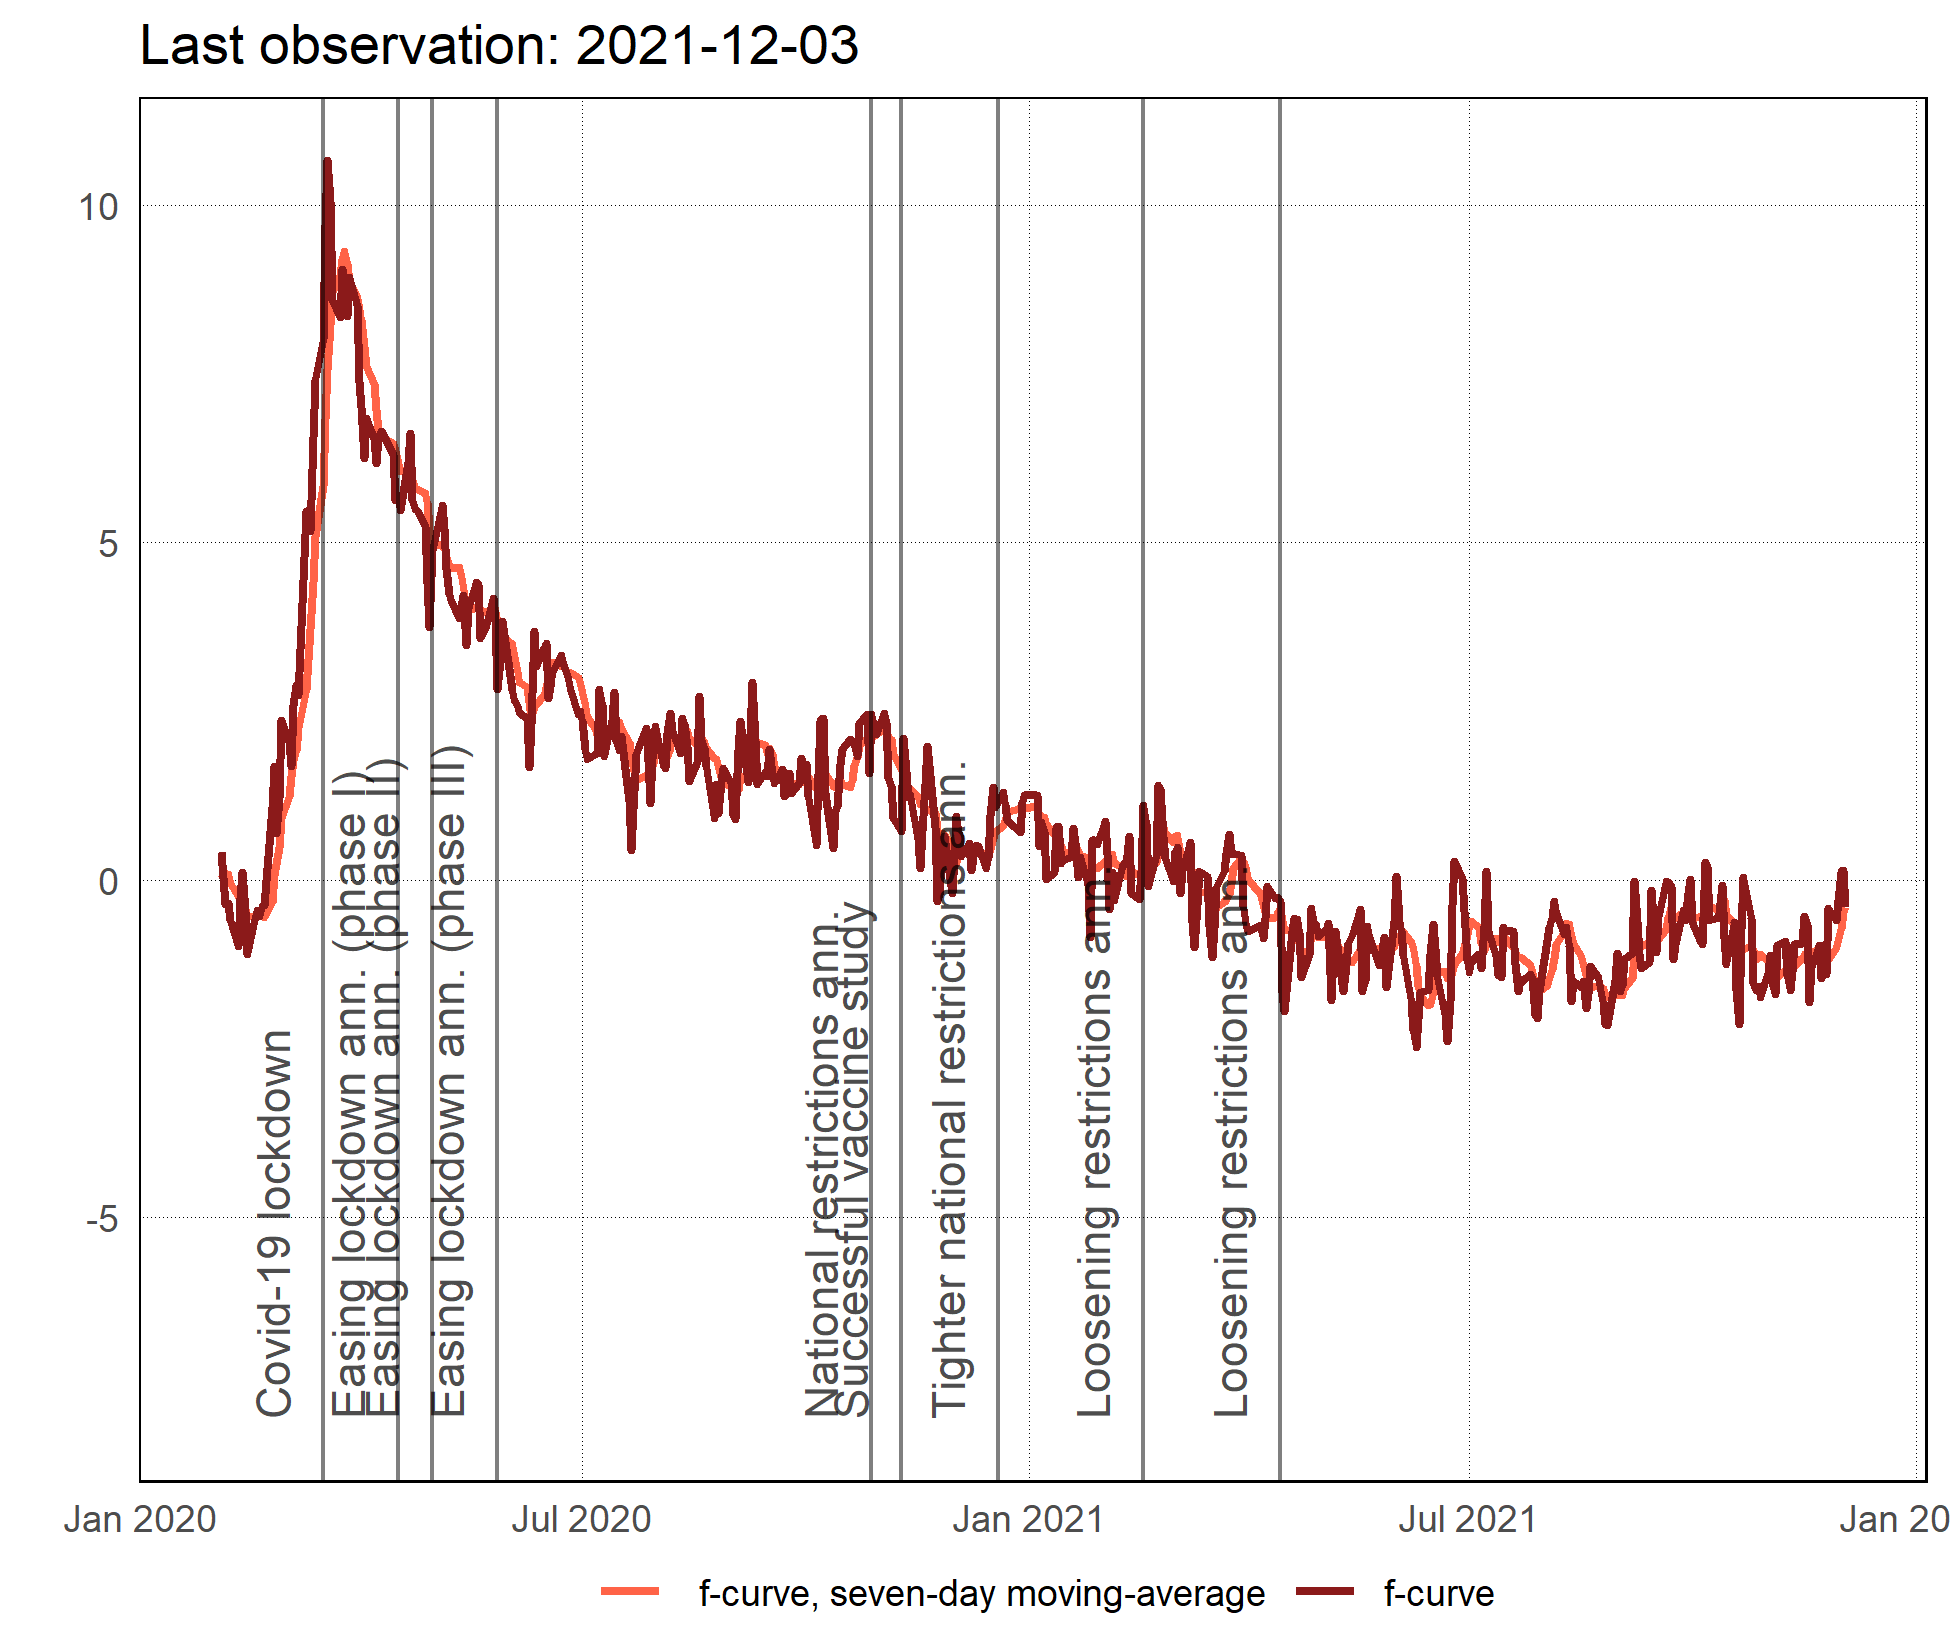 Last observation: 2021-12-03
10
5
0
-5
Covid-19 lockdown
Easing lockdown ann. (phase I)
Easing lockdown ann. (phase II)
Easing lockdown ann. (phase III)
National restrictions ann.
Successful vaccine study
Tighter national restrictions ann.
Loosening restrictions ann.
Loosening restrictions ann.
Jan 2020 Jul 2020 Jan 2021 Jul 2021 Jan 20
f-curve, seven-day moving-average f-curve